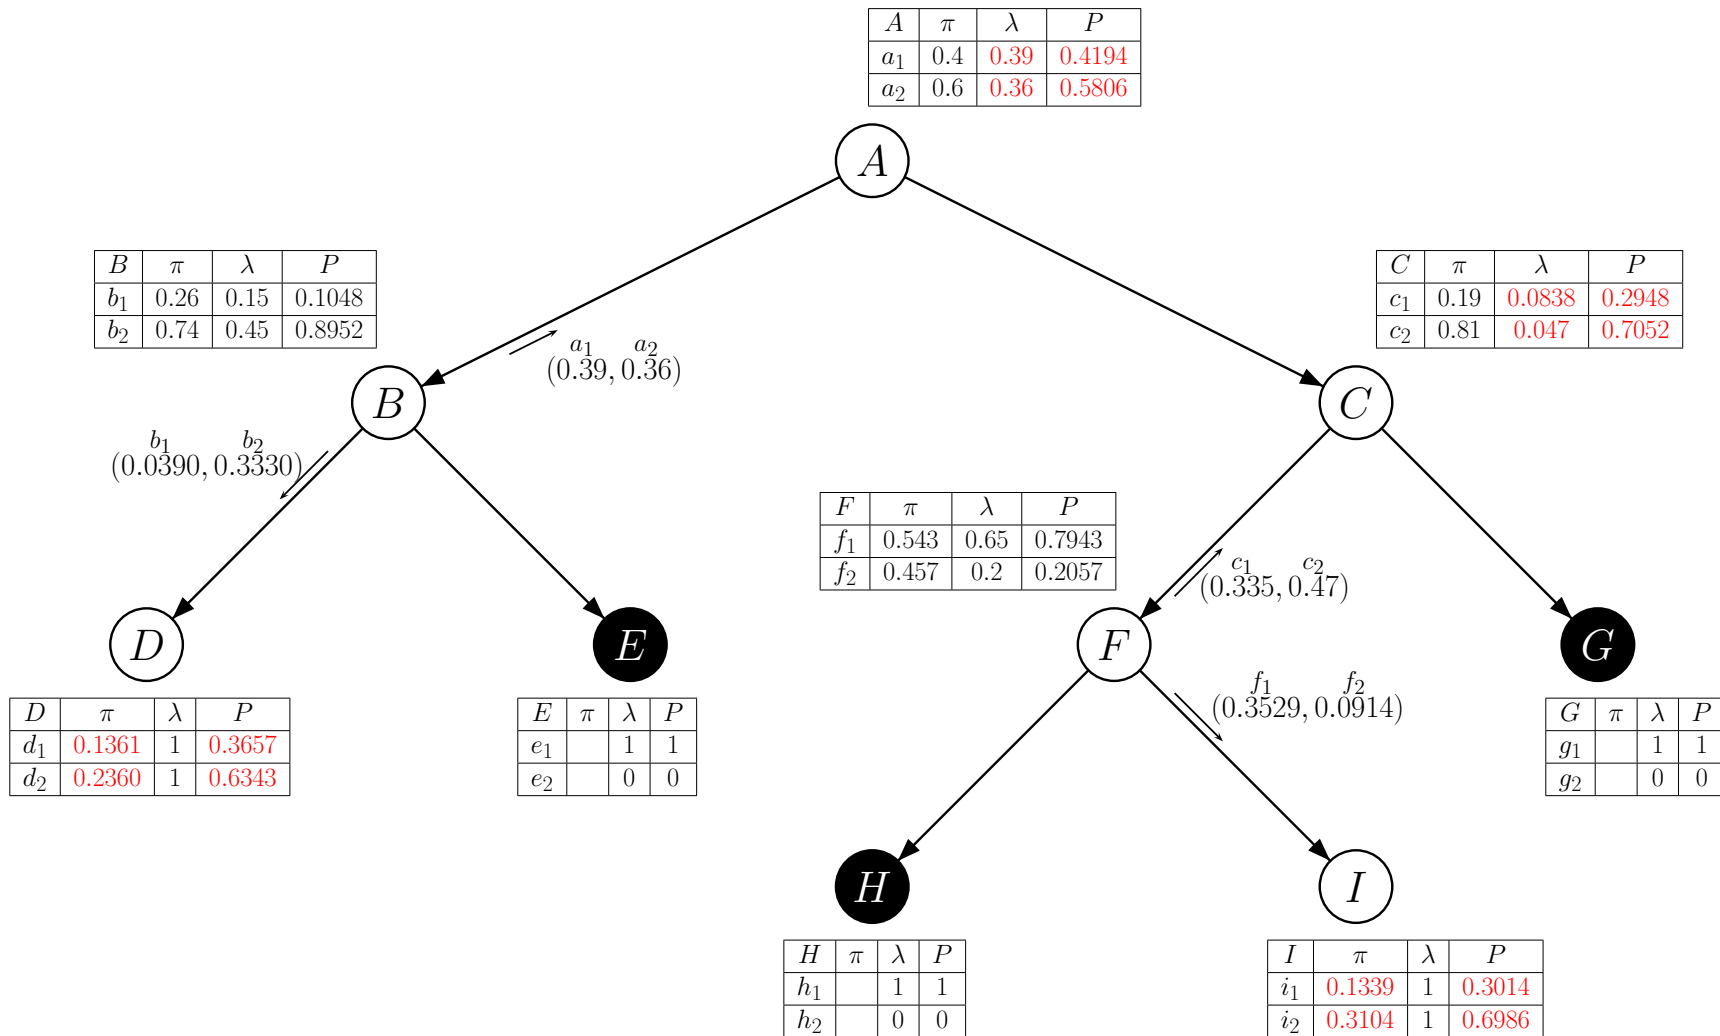 A π λ P
a1 0.4 0.39 0.4194
a2 0.6 0.36 0.5806
A
B π λ P
b1 0.26 0.15 0.1048
b2 0.74 0.45 0.8952
C π λ P
c1 0.19 0.0838 0.2948
c2 0.81 0.047 0.7052
a1 a2
(0.39, 0.36)
B
C
b1 b2
(0.0390, 0.3330)
F π λ P
f1 0.543 0.65 0.7943
f2 0.457 0.2 0.2057
c1 c2
(0.335, 0.47)
D
E
F
G
f1 f2
(0.3529, 0.0914)
D π λ P
d1 0.1361 1 0.3657
d2 0.2360 1 0.6343
E π λ P
e1 1 1
e2 0 0
G π λ P
g1 1 1
g2 0 0
H
I
H π λ P
h1 1 1
h2 0 0
I π λ P
i1 0.1339 1 0.3014
i2 0.3104 1 0.6986